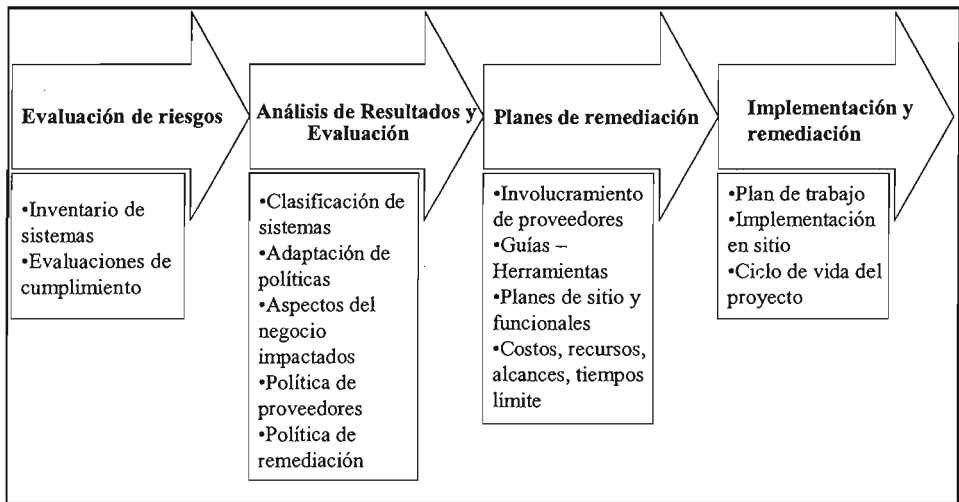 Evaluación de riesgos
•Inventario de
sistemas
•Evaluaciones de
cumplimiento
Análisis de Resultados y
Evaluación
•Clasificación de
sistemas
•Adaptación de
políticas
•Aspectos del
negocio
impactados
•Política de
proveedores
•Política de
remediación
Planes de remediación
•Involucramiento
de proveedores
•Guías –
Herramientas
•Planes de sitio y
funcionales
•Costos, recursos,
alcances, tiempos
límite
Implementación y
remediación
•Plan de trabajo
•Implementación
en sitio
•Ciclo de vida del
proyecto